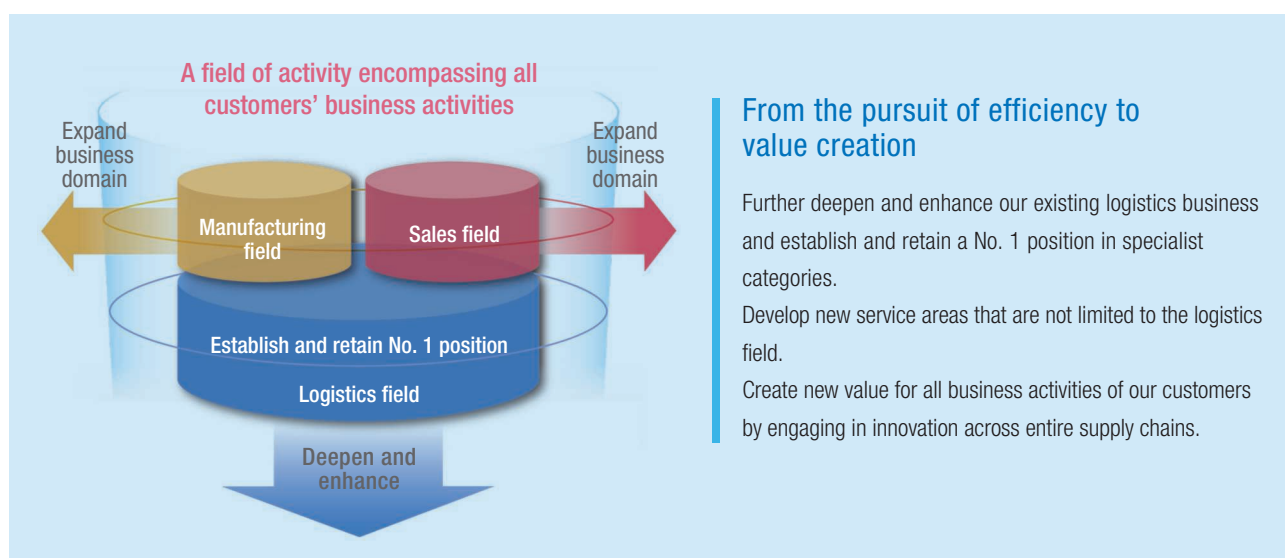 A field of activity encompassing all
customers’ business activities
Expand
business
domain
Expand
business
domain
Manufacturing
field
Sales field
Establish and retain No. 1 position
Logistics field
Deepen and
enhance
From the pursuit of efficiency to
value creation
Further deepen and enhance our existing logistics business
and establish and retain a No. 1 position in specialist
categories.
Develop new service areas that are not limited to the logistics
field.
Create new value for all business activities of our customers
by engaging in innovation across entire supply chains.